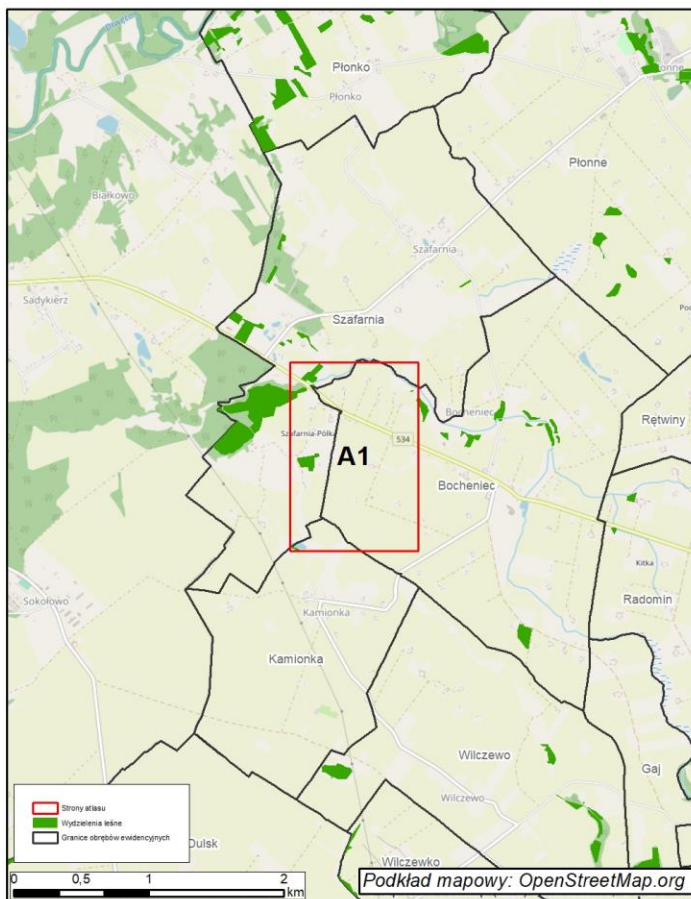 Drwęca
Płonko
Płonko
Płonne
Białkowo
Szafarnia
Sadykierz
Szafarnia
Bocheniec
Rętwiny
Szafarnia-Półka
534
A1
Bocheniec
Kitka
Sokołowo
Radomin
Kamionka
Kamionka
Wilczewo
Gaj
Wilczewo
Strony atlasu
Wydzielenia leśne
Granice obrębów ewidencyjnych
Dulsk
Wilczewko
0 0,5 1 2
km
Podkład mapowy: OpenStreetMap.org